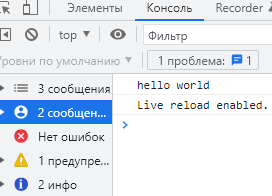 Элементы Консоль Recorder
top Фильтр
Уровни по умолчанию 1 проблема: 1
3 сообщения
hello world
2 сообщен...
Live reload enabled.
Нет ошибок
1 предупре...
2 инфо